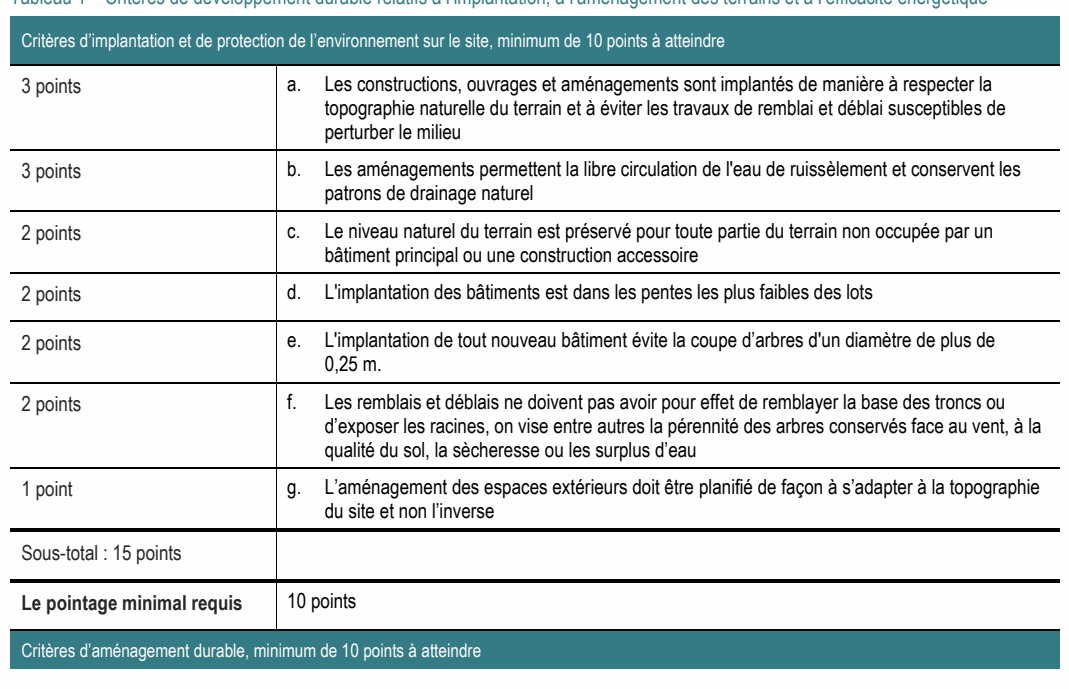 Tableau 1 – Critères de développement durable relatifs à l'implantation, à l'aménagement des terrains et à l'efficacité énergétique
Critères d'implantation et de protection de l'environnement sur le site, minimum de 10 points à atteindre
3 points
a. Les constructions, ouvrages et aménagements sont implantés de manière à respecter la
topographie naturelle du terrain et à éviter les travaux de remblai et déblai susceptibles de
perturber le milieu
3 points
b. Les aménagements permettent la libre circulation de l'eau de ruissèlement et conservent les
patrons de drainage naturel
2 points
c. Le niveau naturel du terrain est préservé pour toute partie du terrain non occupée par un
bâtiment principal ou une construction accessoire
2 points
d. L'implantation des bâtiments est dans les pentes les plus faibles des lots
2 points
e. L'implantation de tout nouveau bâtiment évite la coupe d'arbres d'un diamètre de plus de
0,25 m.
2 points
f. Les remblais et déblais ne doivent pas avoir pour effet de remblayer la base des troncs ou
d'exposer les racines, on vise entre autres la pérennité des arbres conservés face au vent, à la
qualité du sol, la sècheresse ou les surplus d'eau
1 point
g. L'aménagement des espaces extérieurs doit être planifié de façon à s'adapter à la topographie
du site et non l'inverse
Sous-total : 15 points
Le pointage minimal requis
10 points
Critères d'aménagement durable, minimum de 10 points à atteindre